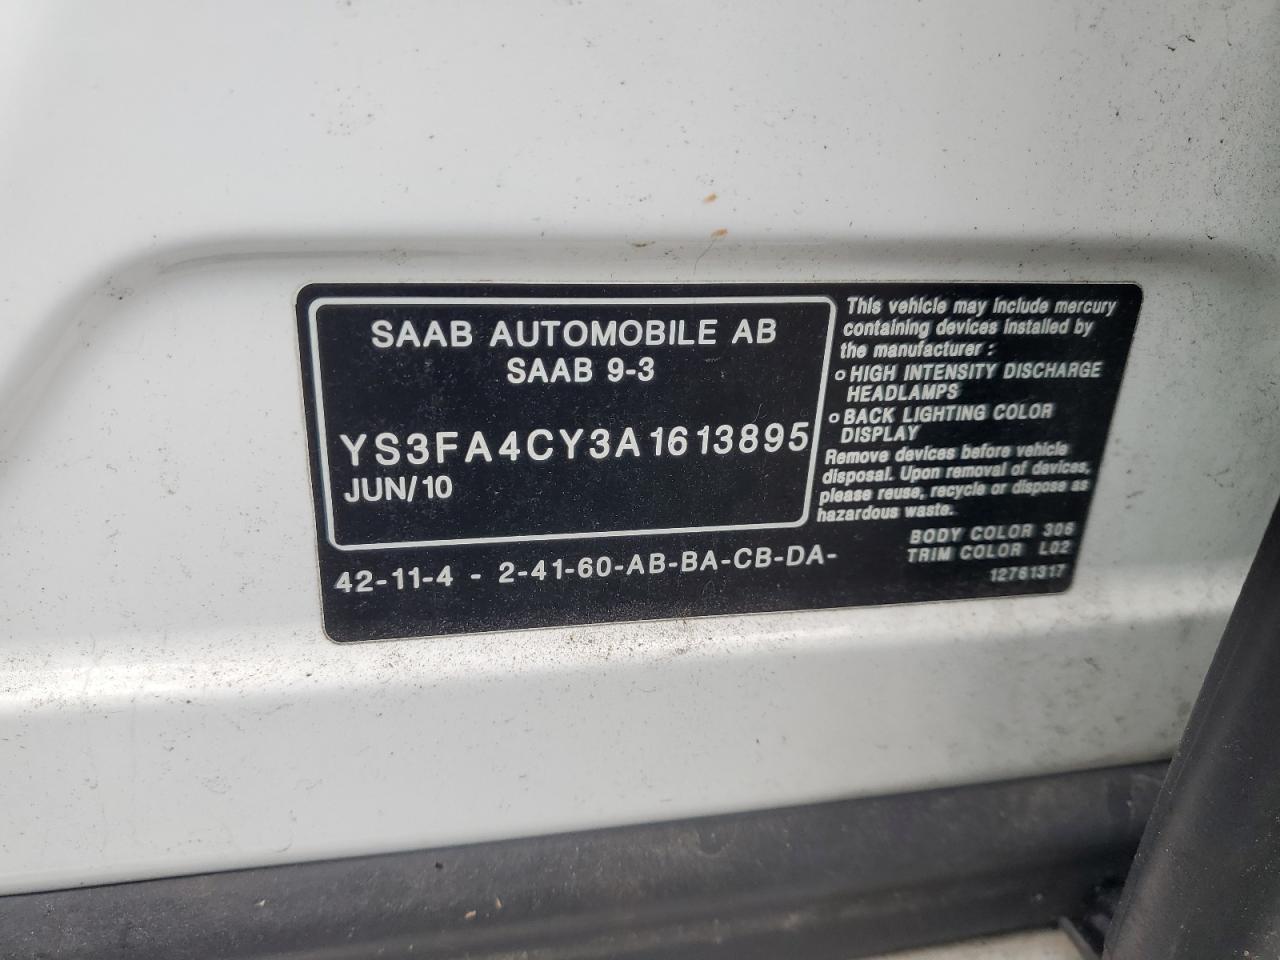 SAAB AUTOMOBILE AB
SAAB 9-3
YS3FA4CY3A1613895
JUN/10
42-11-4 - 2-41-60-AB-BA-CB-DA-
This vehicle may include mercury
containing devices installed by
the manufacturer :
o HIGH INTENSITY DISCHARGE
HEADLAMPS
o BACK LIGHTING COLOR
DISPLAY
Remove devices before vehicle
disposal. Upon removal of devices,
please reuse, recycle or dispose as
hazardous waste.
BODY COLOR 306
TRIM COLOR L02
12761317